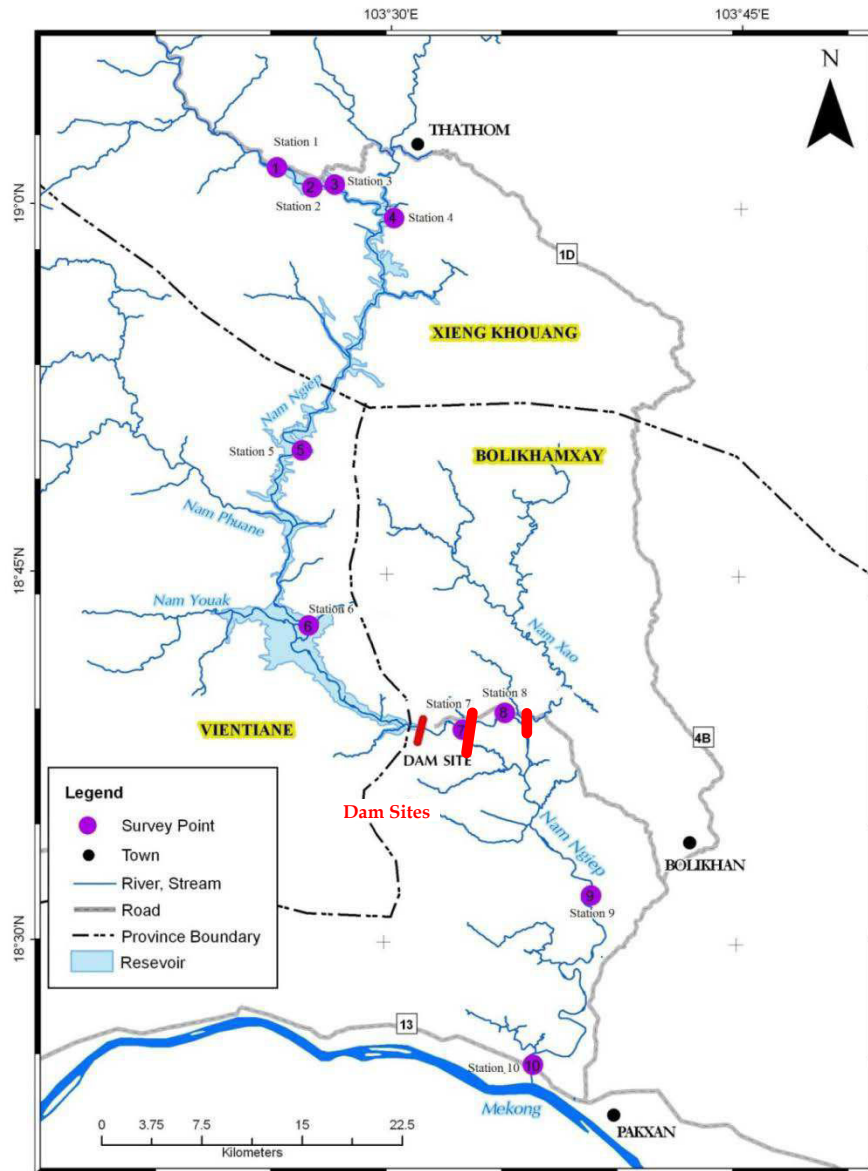 103°30'E
103°45'E
N
THATHOM
Station 1
1
2
3
Station 3
Station 2
4
Station 4
19°0'N
1D
XIENG KHOUANG
Nam Ngiep
Station 5
5
BOLIKHAMXAY
Nam Phuane
18°45'N
Nam Youak
Station 6
6
Nam Xao
Station 7
Station 8
7
8
VIENTIANE
DAM SITE
4B
Dam Sites
Nam Ngiep
BOLIKHAN
9
Station 9
Legend
Survey Point
Town
River, Stream
Road
Province Boundary
Resevoir
18°30'N
13
Station 10
10
Mekong
PAKXAN
0 3.75 7.5 15 22.5
Kilometers